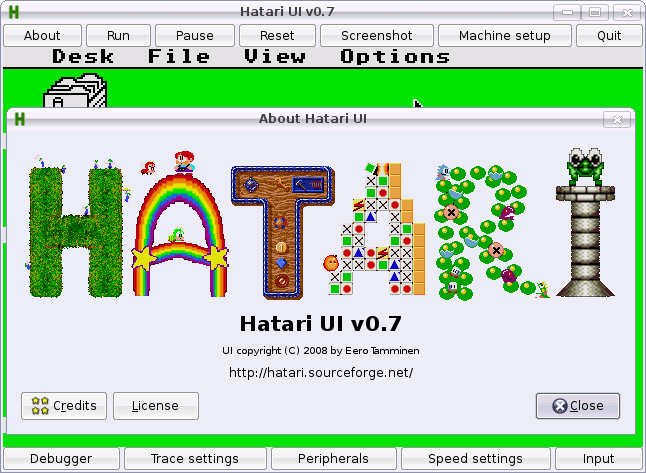 Hatari UI v0.7
About Run Pause Reset Screenshot Machine setup Quit
Desk File View Options
A
About Hatari UI
HATARI
Hatari UI v0.7
UI copyright (C) 2008 by Eero Tamminen
http://hatari.sourceforge.net/
Credits License Close
Debugger Trace settings Peripherals Speed settings Input